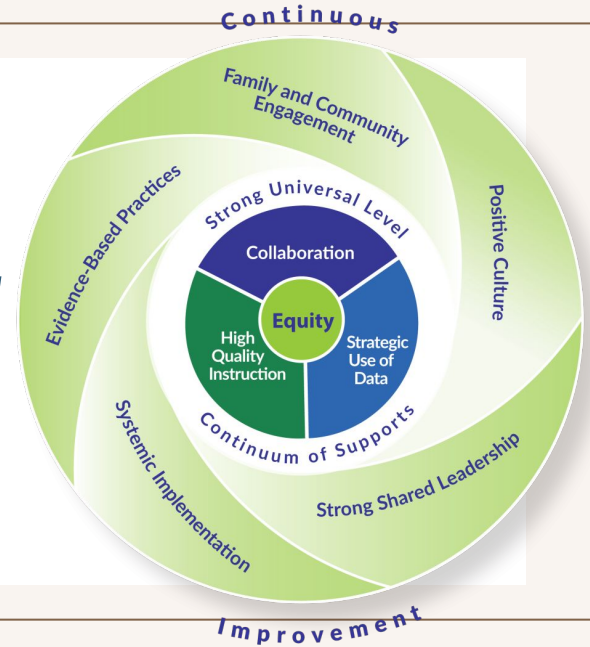 Continuous
Family and Community
Engagement
Positive Culture
Evidence-Based Practices
Strong Universal Level
Collaboration
Equity
High
Quality
Instruction
Strategic
Use of
Data
Continuum of Supports
Systemic Implementation
Strong Shared Leadership
Improvement